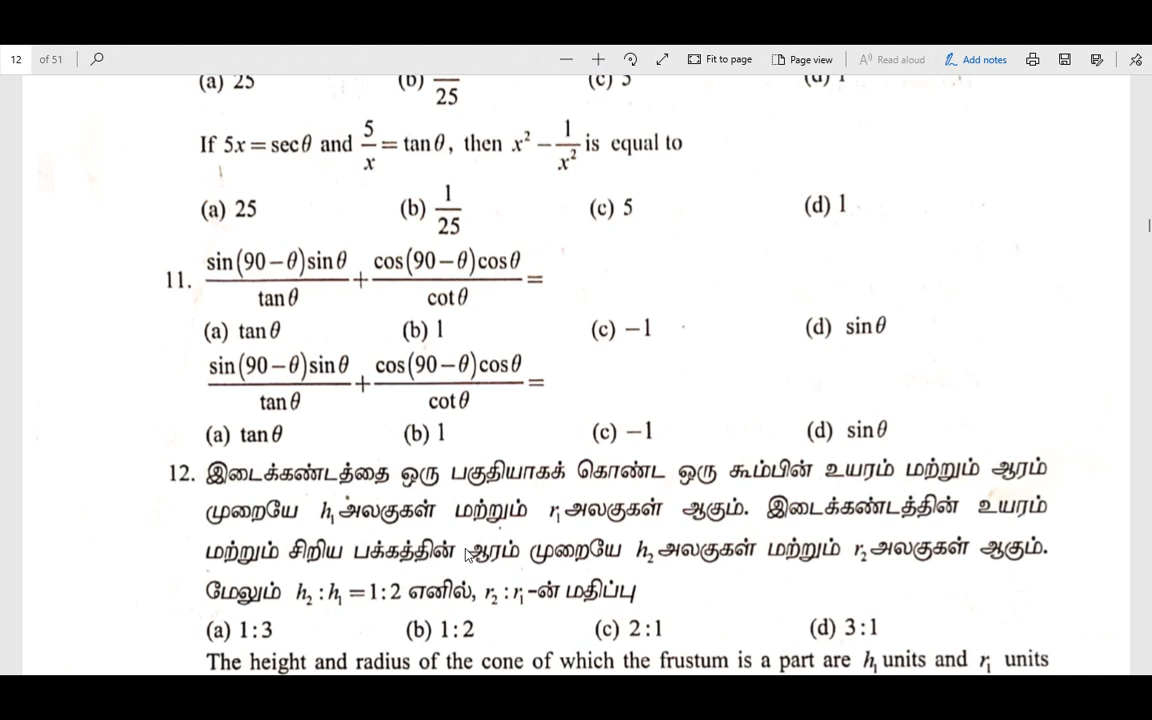 12 of 51 Fit to page Page view Read aloud Add notes
(a) 25 (b) —/25 (c) 5 (d) 1
If 5x = secθ and 5/x = tanθ, then x² − 1/x² is equal to
(a) 25 (b) 1/25 (c) 5 (d) 1
11. sin(90−θ)sinθ/tanθ + cos(90−θ)cosθ/cotθ =
(a) tanθ (b) 1 (c) −1 (d) sinθ
sin(90−θ)sinθ/tanθ + cos(90−θ)cosθ/cotθ =
(a) tanθ (b) 1 (c) −1 (d) sinθ
12. இடைக்கண்டத்தை ஒரு பகுதியாகக் கொண்ட ஒரு கூம்பின் உயரம் மற்றும் ஆரம்
முறையே h₁ அலகுகள் மற்றும் r₁ அலகுகள் ஆகும். இடைக்கண்டத்தின் உயரம்
மற்றும் சிறிய பக்கத்தின் ஆரம் முறையே h₂ அலகுகள் மற்றும் r₂ அலகுகள் ஆகும்.
மேலும் h₂ : h₁ = 1:2 எனில், r₂ : r₁ -ன் மதிப்பு
(a) 1:3 (b) 1:2 (c) 2:1 (d) 3:1
The height and radius of the cone of which the frustum is a part are h₁ units and r₁ units